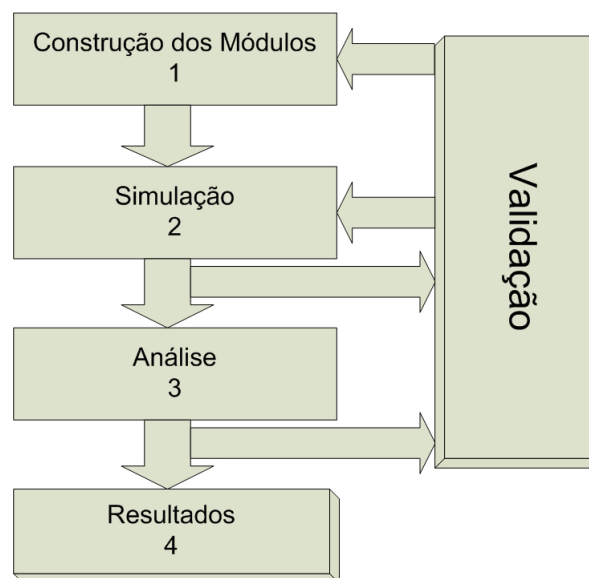 Construção dos Módulos
1
Simulação
2
Análise
3
Resultados
4
Validação